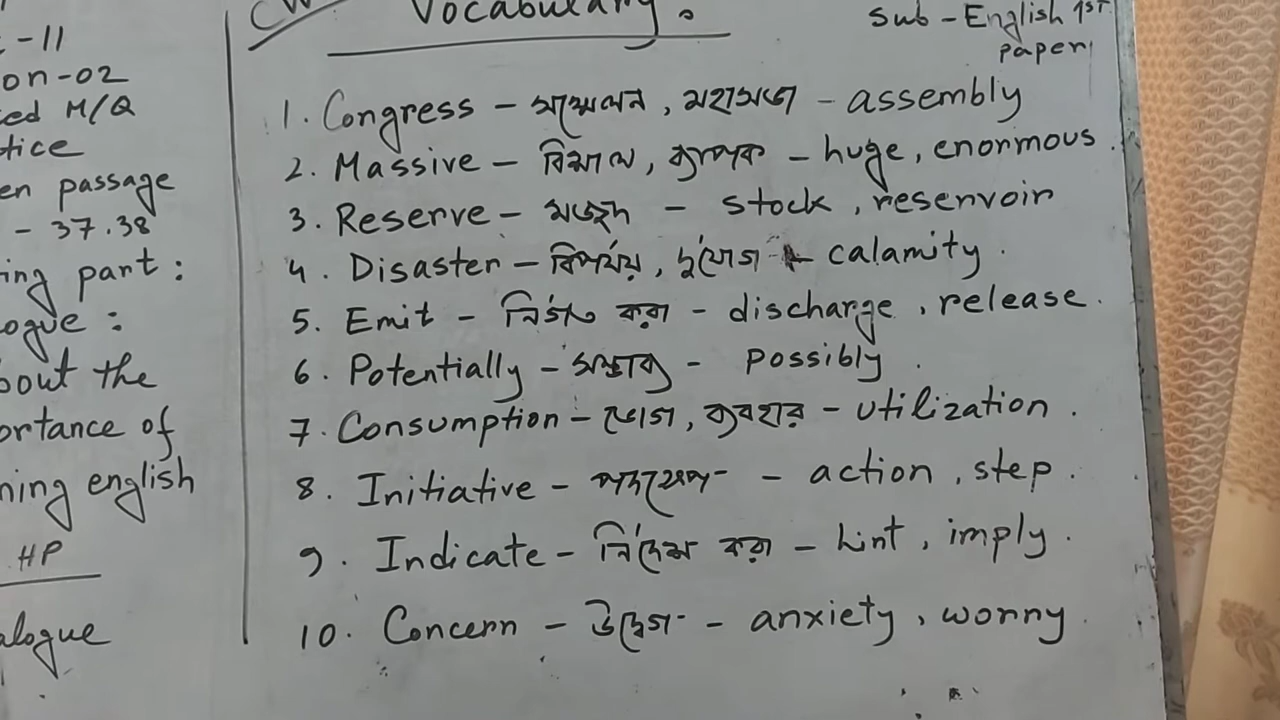 CW
Vocabulary.
Sub - English 1st
paper
- 11
on - 02
ed M/Q
tice
en passage
- 37.38
ing part :
ogue :
bout the
ortance of
ning english
HP
alogue
1. Congress - সম্মেলন, মহাসভা - assembly
2. Massive - বিশাল, ব্যাপক - huge, enormous.
3. Reserve - মজুদ - stock, reservoir
4. Disaster - বিপর্যয়, দুর্যোগ - calamity.
5. Emit - নির্গত করা - discharge, release.
6. Potentially - সম্ভাব্য - possibly.
7. Consumption - ভোগ, ব্যবহার - utilization.
8. Initiative - পদক্ষেপ - action, step.
9. Indicate - নির্দেশ করা - hint, imply.
10. Concern - উদ্বেগ - anxiety, worry.